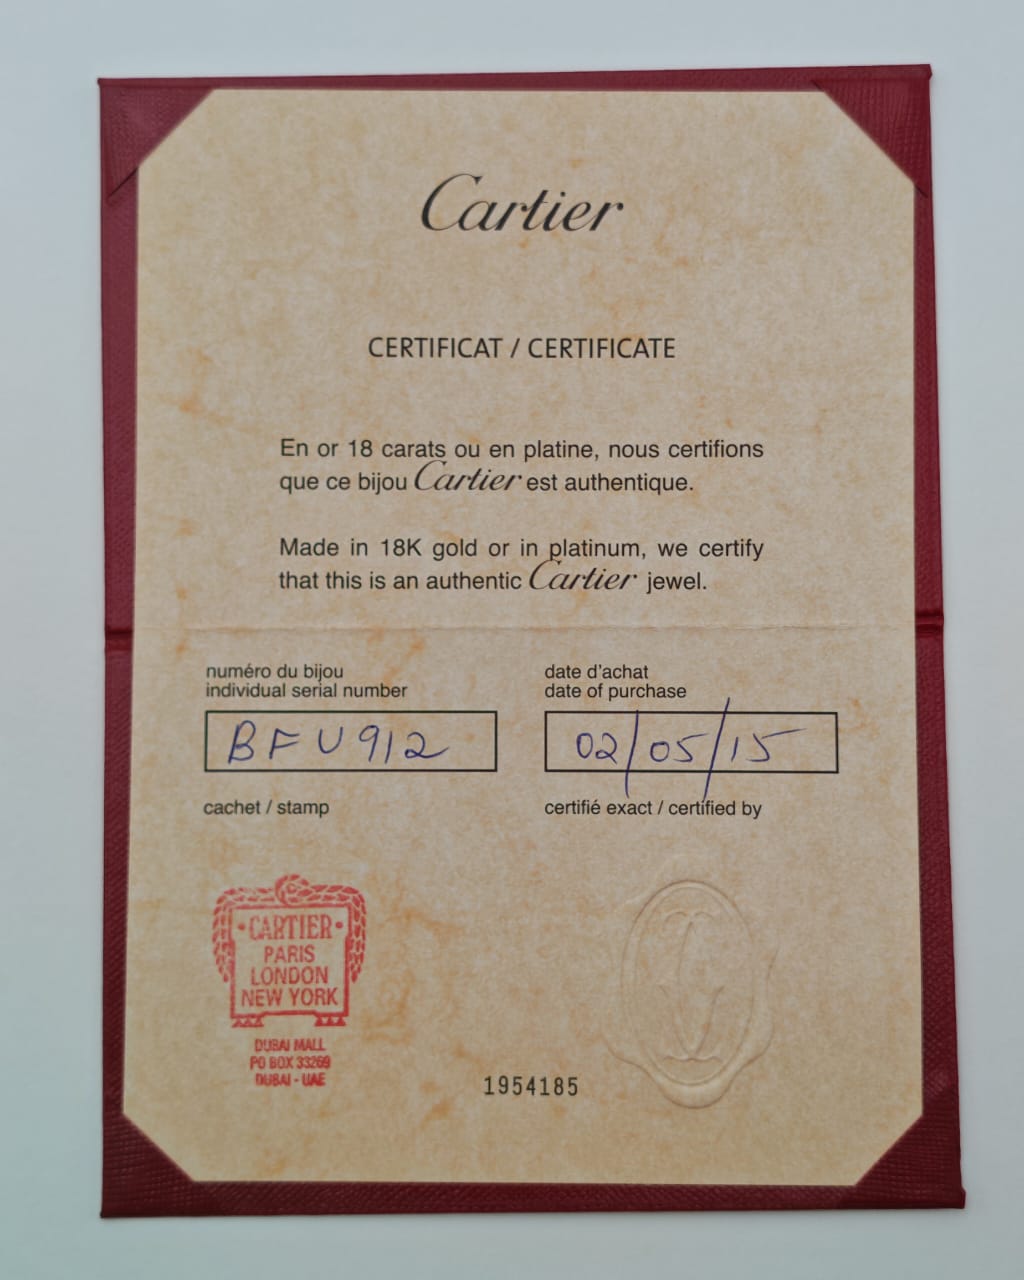 Cartier
CERTIFICAT / CERTIFICATE
En or 18 carats ou en platine, nous certifions
que ce bijou Cartier est authentique.
Made in 18K gold or in platinum, we certify
that this is an authentic Cartier jewel.
numéro du bijou
individual serial number
BFU912
date d'achat
date of purchase
02/05/15
cachet / stamp
certifié exact / certified by
CARTIER
PARIS
LONDON
NEW YORK
DUBAI MALL
PO BOX 33269
DUBAI - UAE
1954185